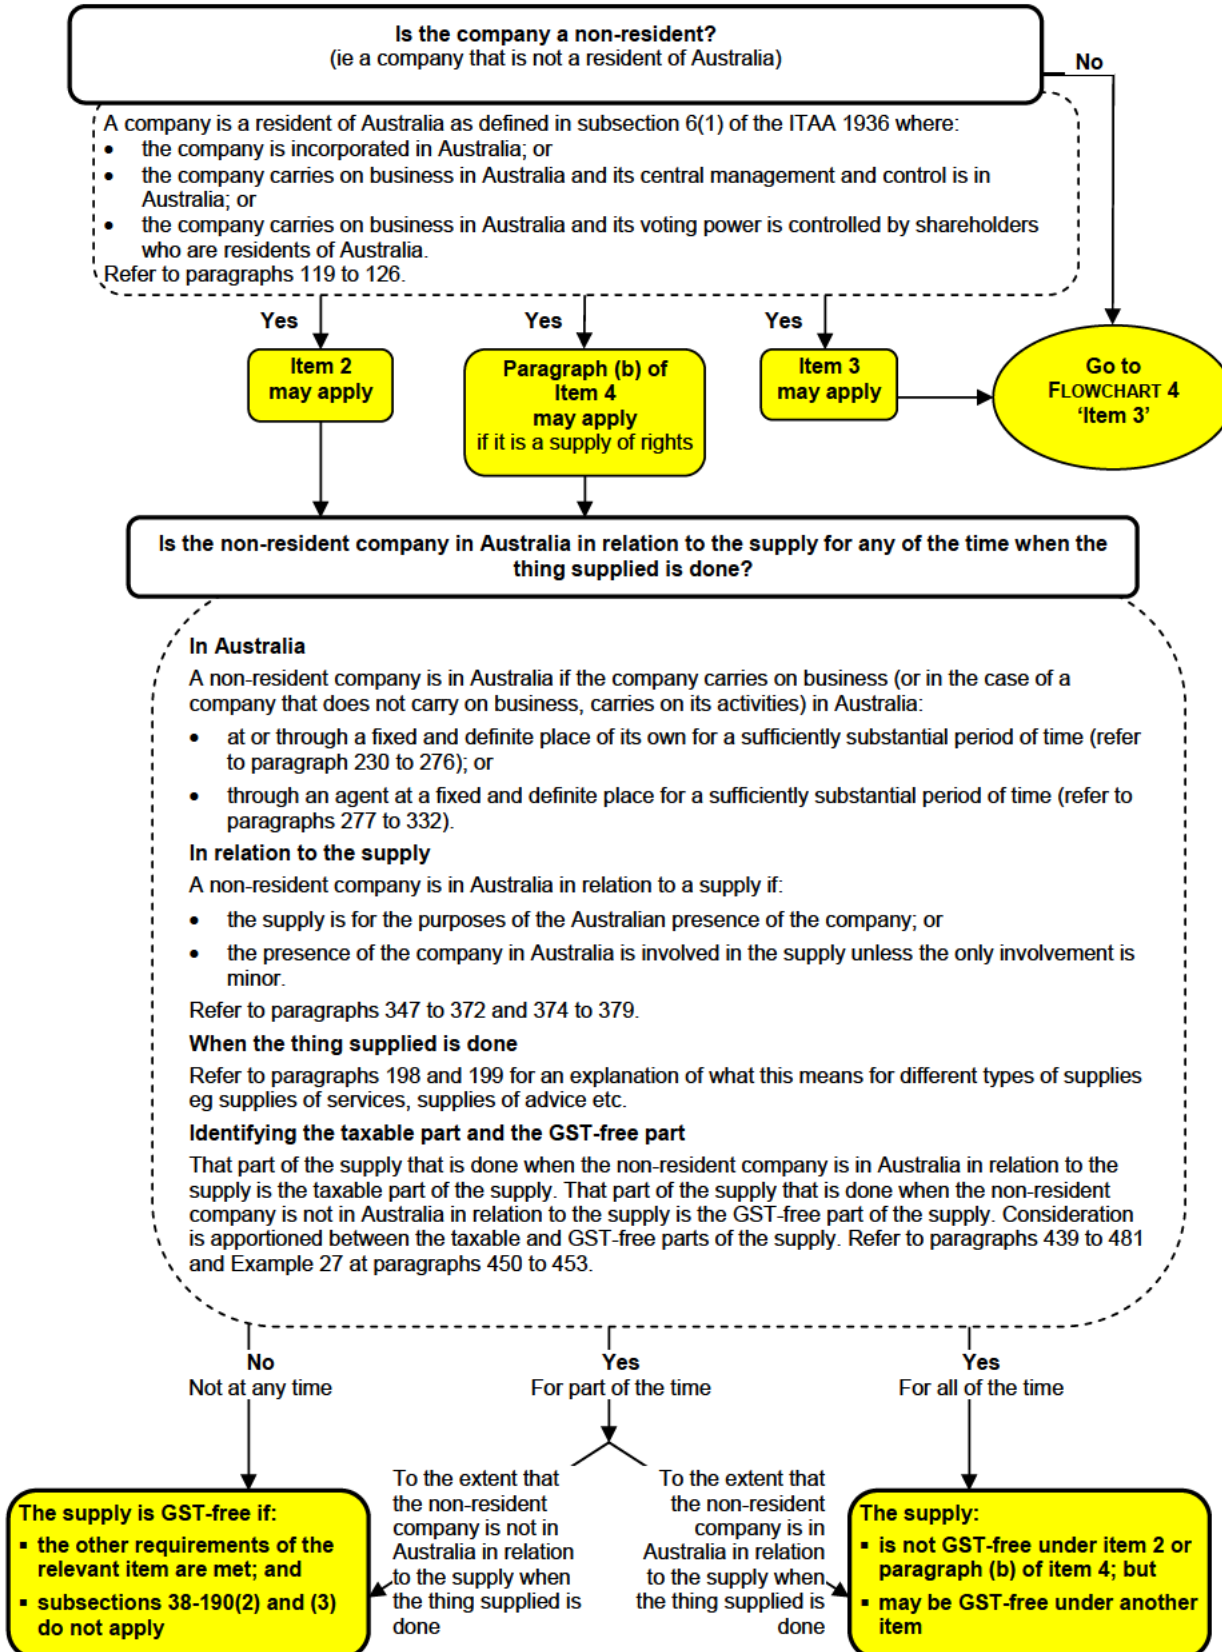 Is the company a non-resident?
(ie a company that is not a resident of Australia)
No
A company is a resident of Australia as defined in subsection 6(1) of the ITAA 1936 where:
• the company is incorporated in Australia; or
• the company carries on business in Australia and its central management and control is in
Australia; or
• the company carries on business in Australia and its voting power is controlled by shareholders
who are residents of Australia.
Refer to paragraphs 119 to 126.
Yes
Yes
Yes
Item 2
may apply
Paragraph (b) of
Item 4
may apply
if it is a supply of rights
Item 3
may apply
Go to
FLOWCHART 4
‘Item 3’
Is the non-resident company in Australia in relation to the supply for any of the time when the
thing supplied is done?
In Australia
A non-resident company is in Australia if the company carries on business (or in the case of a
company that does not carry on business, carries on its activities) in Australia:
• at or through a fixed and definite place of its own for a sufficiently substantial period of time (refer
to paragraph 230 to 276); or
• through an agent at a fixed and definite place for a sufficiently substantial period of time (refer to
paragraphs 277 to 332).
In relation to the supply
A non-resident company is in Australia in relation to a supply if:
• the supply is for the purposes of the Australian presence of the company; or
• the presence of the company in Australia is involved in the supply unless the only involvement is
minor.
Refer to paragraphs 347 to 372 and 374 to 379.
When the thing supplied is done
Refer to paragraphs 198 and 199 for an explanation of what this means for different types of supplies
eg supplies of services, supplies of advice etc.
Identifying the taxable part and the GST-free part
That part of the supply that is done when the non-resident company is in Australia in relation to the
supply is the taxable part of the supply. That part of the supply that is done when the non-resident
company is not in Australia in relation to the supply is the GST-free part of the supply. Consideration
is apportioned between the taxable and GST-free parts of the supply. Refer to paragraphs 439 to 481
and Example 27 at paragraphs 450 to 453.
No
Not at any time
Yes
For part of the time
Yes
For all of the time
The supply is GST-free if:
▪ the other requirements of the
relevant item are met; and
▪ subsections 38-190(2) and (3)
do not apply
To the extent that
the non-resident
company is not in
Australia in relation
to the supply when
the thing supplied is
done
To the extent that
the non-resident
company is in
Australia in relation
to the supply when
the thing supplied is
done
The supply:
▪ is not GST-free under item 2 or
paragraph (b) of item 4; but
▪ may be GST-free under another
item